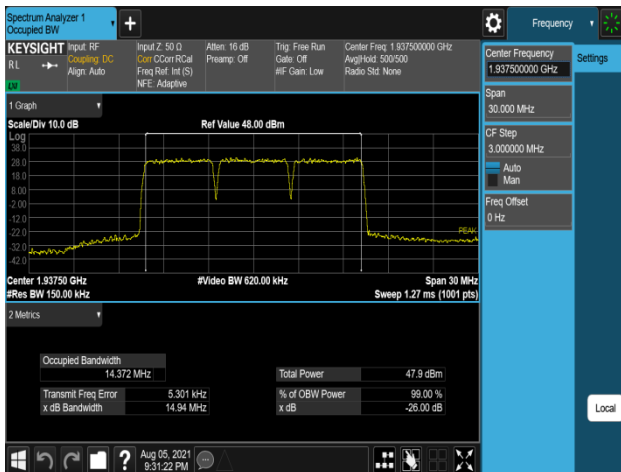 Spectrum Analyzer 1
Occupied BW
Frequency
KEYSIGHT
RL
LXI
Input: RF
Coupling: DC
Align: Auto
Input Z: 50 Ω
Corr CCorr RCal
Freq Ref: Int (S)
NFE: Adaptive
Atten: 16 dB
Preamp: Off
Trig: Free Run
Gate: Off
#IF Gain: Low
Center Freq: 1.937500000 GHz
Avg|Hold: 500/500
Radio Std: None
Center Frequency
1.937500000 GHz
Settings
Span
30.000 MHz
CF Step
3.000000 MHz
Auto
Man
Freq Offset
0 Hz
1 Graph
Scale/Div 10.0 dB
Ref Value 48.00 dBm
Log
38.0
28.0
18.0
8.00
-2.00
-12.0
-22.0
-32.0
-42.0
PEAK
Center 1.93750 GHz
#Video BW 620.00 kHz
Span 30 MHz
#Res BW 150.00 kHz
Sweep 1.27 ms (1001 pts)
2 Metrics
Occupied Bandwidth
14.372 MHz
Total Power 47.9 dBm
Transmit Freq Error 5.301 kHz
% of OBW Power 99.00 %
x dB Bandwidth 14.94 MHz
x dB -26.00 dB
Local
?
Aug 05, 2021
9:31:22 PM